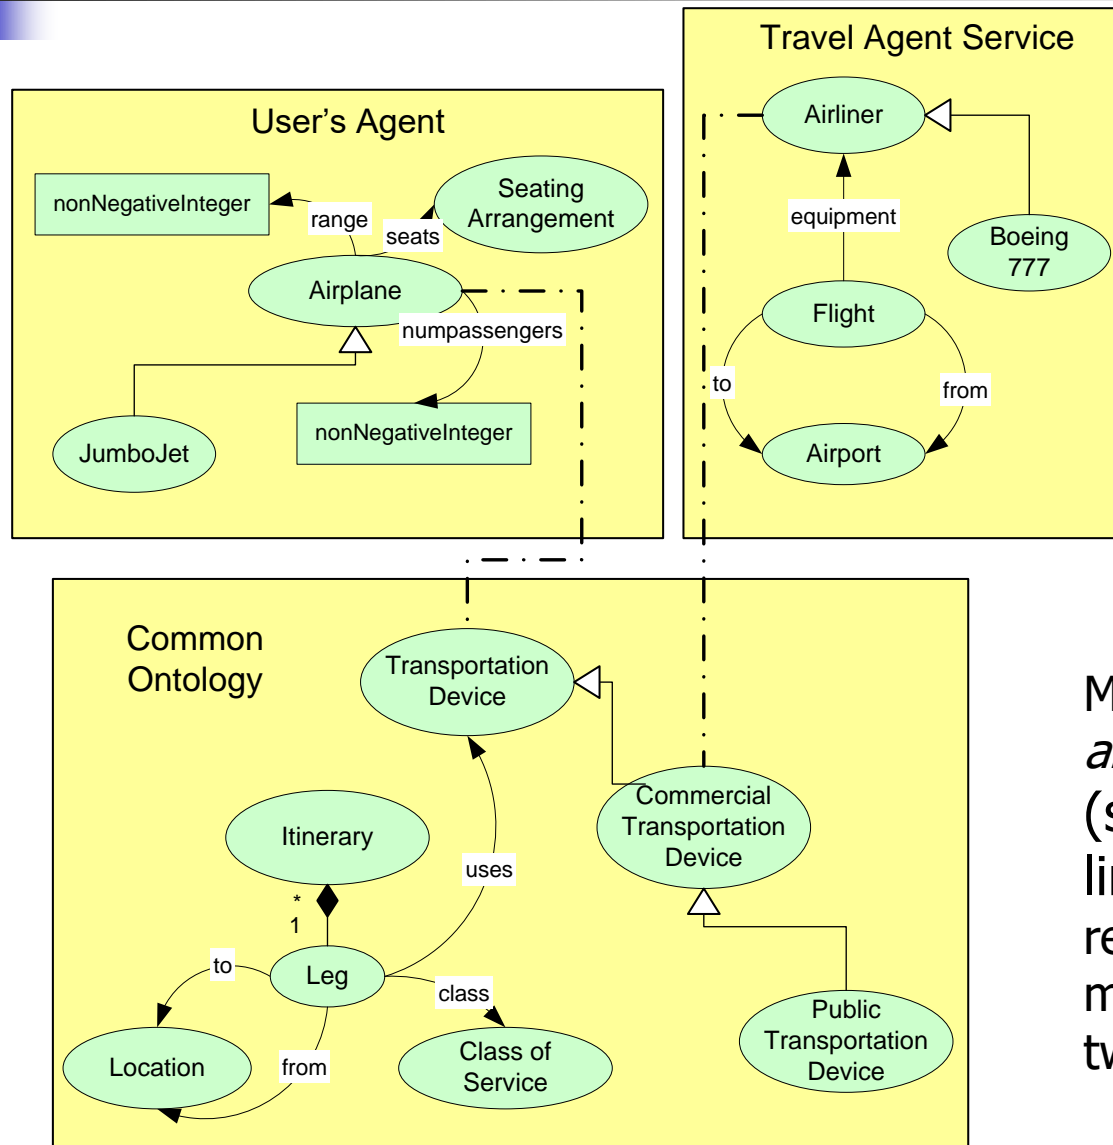 Travel Agent Service
Airliner
equipment
Boeing
777
Flight
to
from
Airport
User's Agent
nonNegativeInteger
range
seats
Seating
Arrangement
Airplane
numpassengers
JumboJet
nonNegativeInteger
Common
Ontology
Transportation
Device
Commercial
Transportation
Device
Itinerary
*
1
uses
to
Leg
class
Location
from
Class of
Service
Public
Transportation
Device
(s